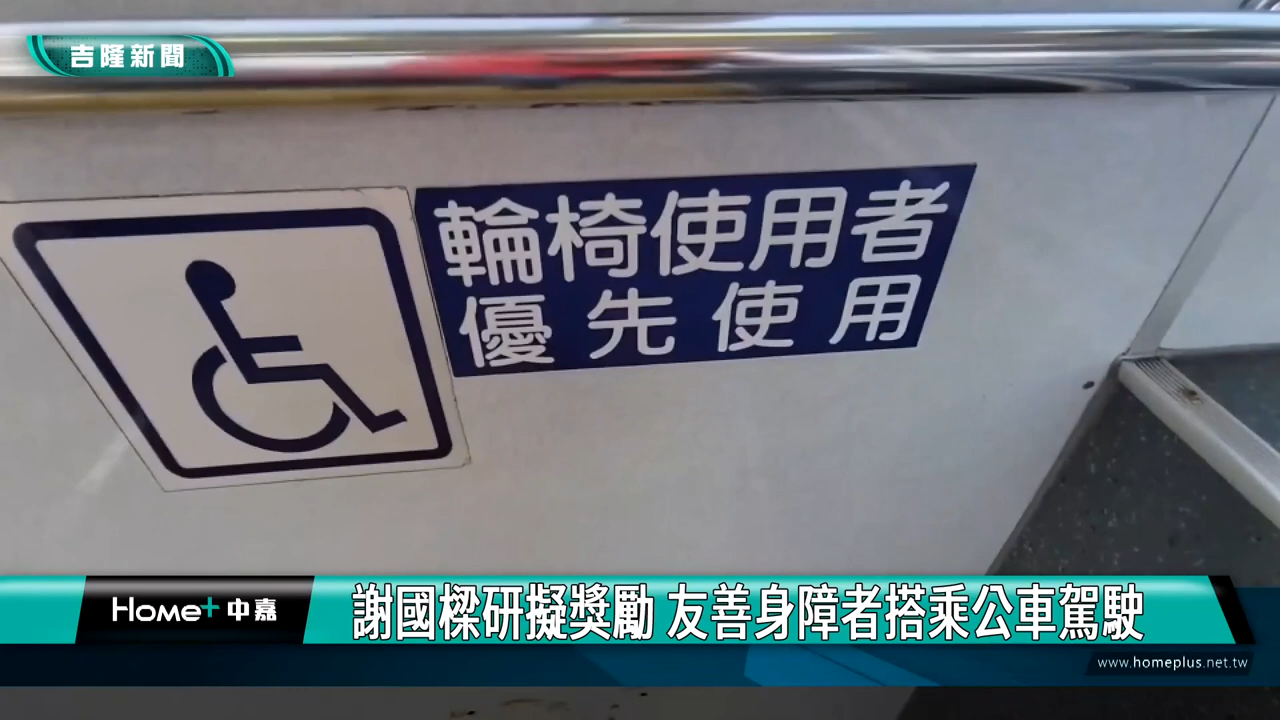 吉隆新聞
輪椅使用者
優先使用
Home+ 中嘉
謝國樑研擬獎勵 友善身障者搭乘公車駕駛
www.homeplus.net.tw